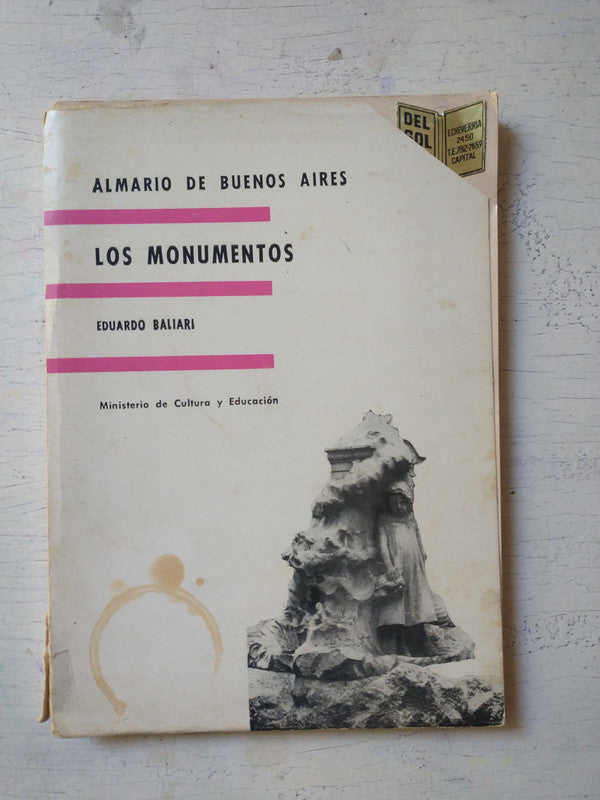 DEL
SOL
ECHEVERRIA
2450
T.E. 782-7659
CAPITAL
ALMARIO DE BUENOS AIRES
LOS MONUMENTOS
EDUARDO BALIARI
Ministerio de Cultura y Educación